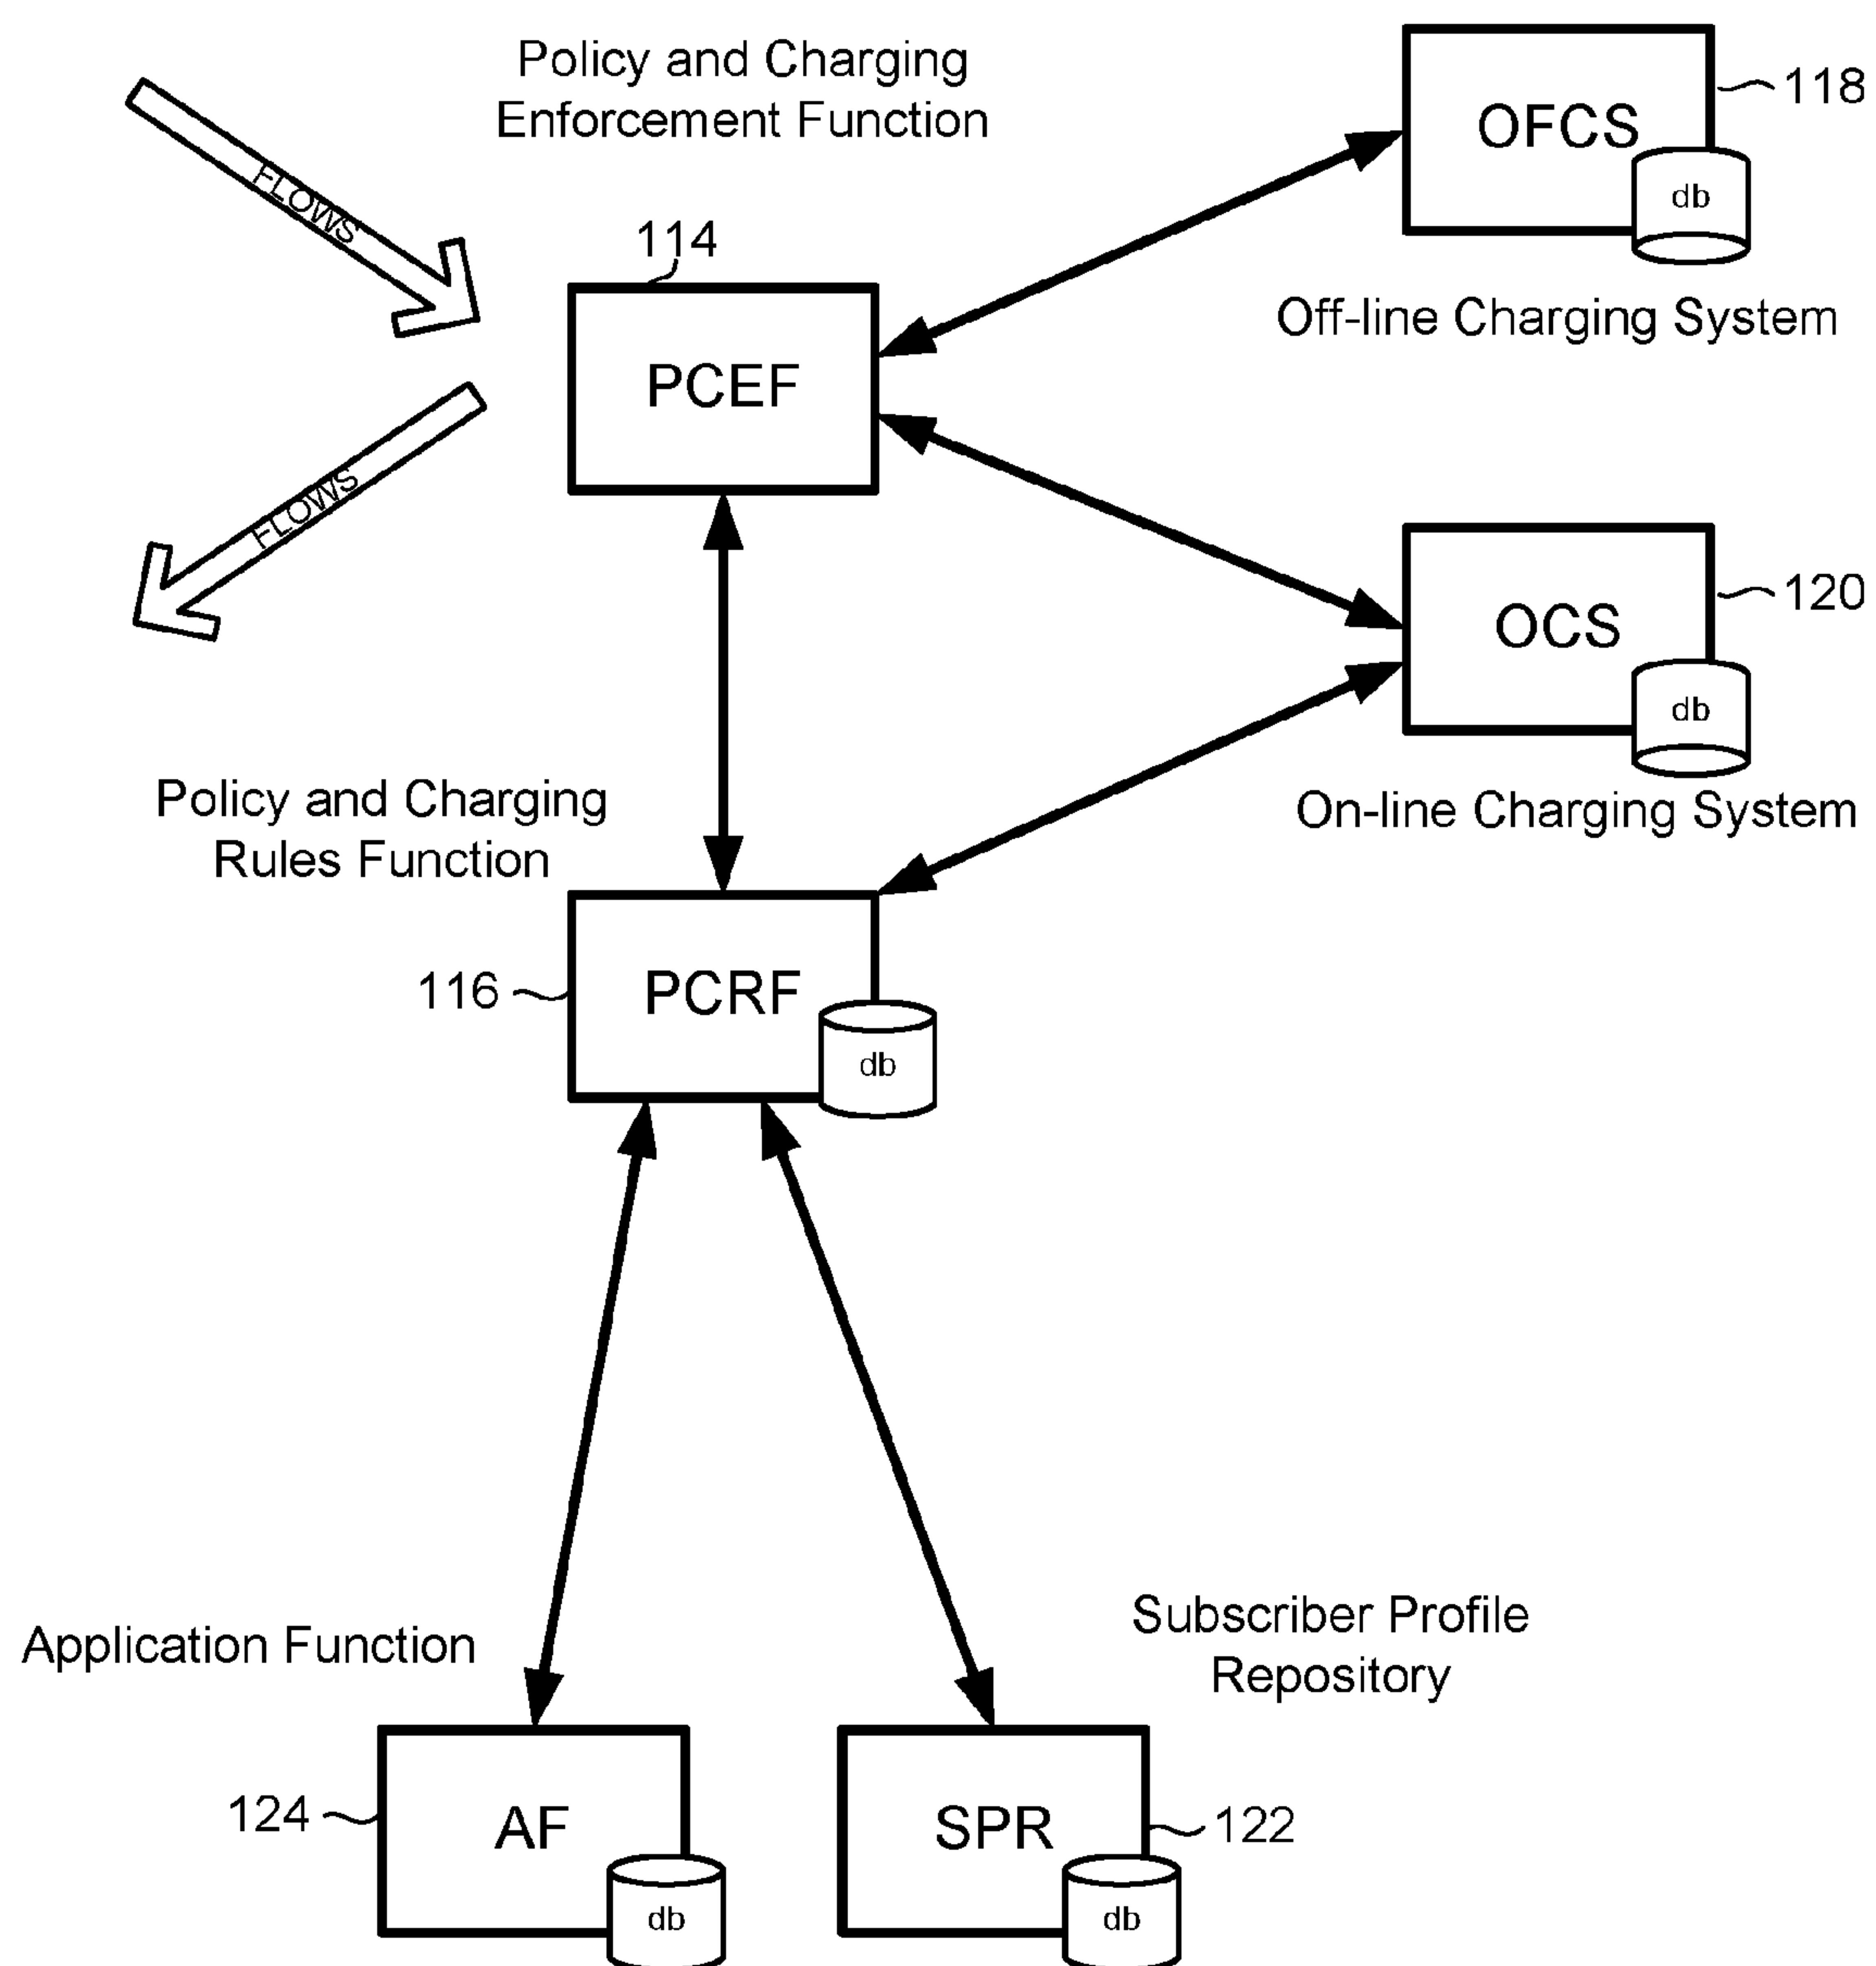 Policy and Charging
Enforcement Function
FLOWS
114
PCEF
FLOWS
OFCS
118
db
Off-line Charging System
OCS
120
db
On-line Charging System
Policy and Charging
Rules Function
116
PCRF
db
Application Function
124
AF
db
Subscriber Profile
Repository
SPR
122
db